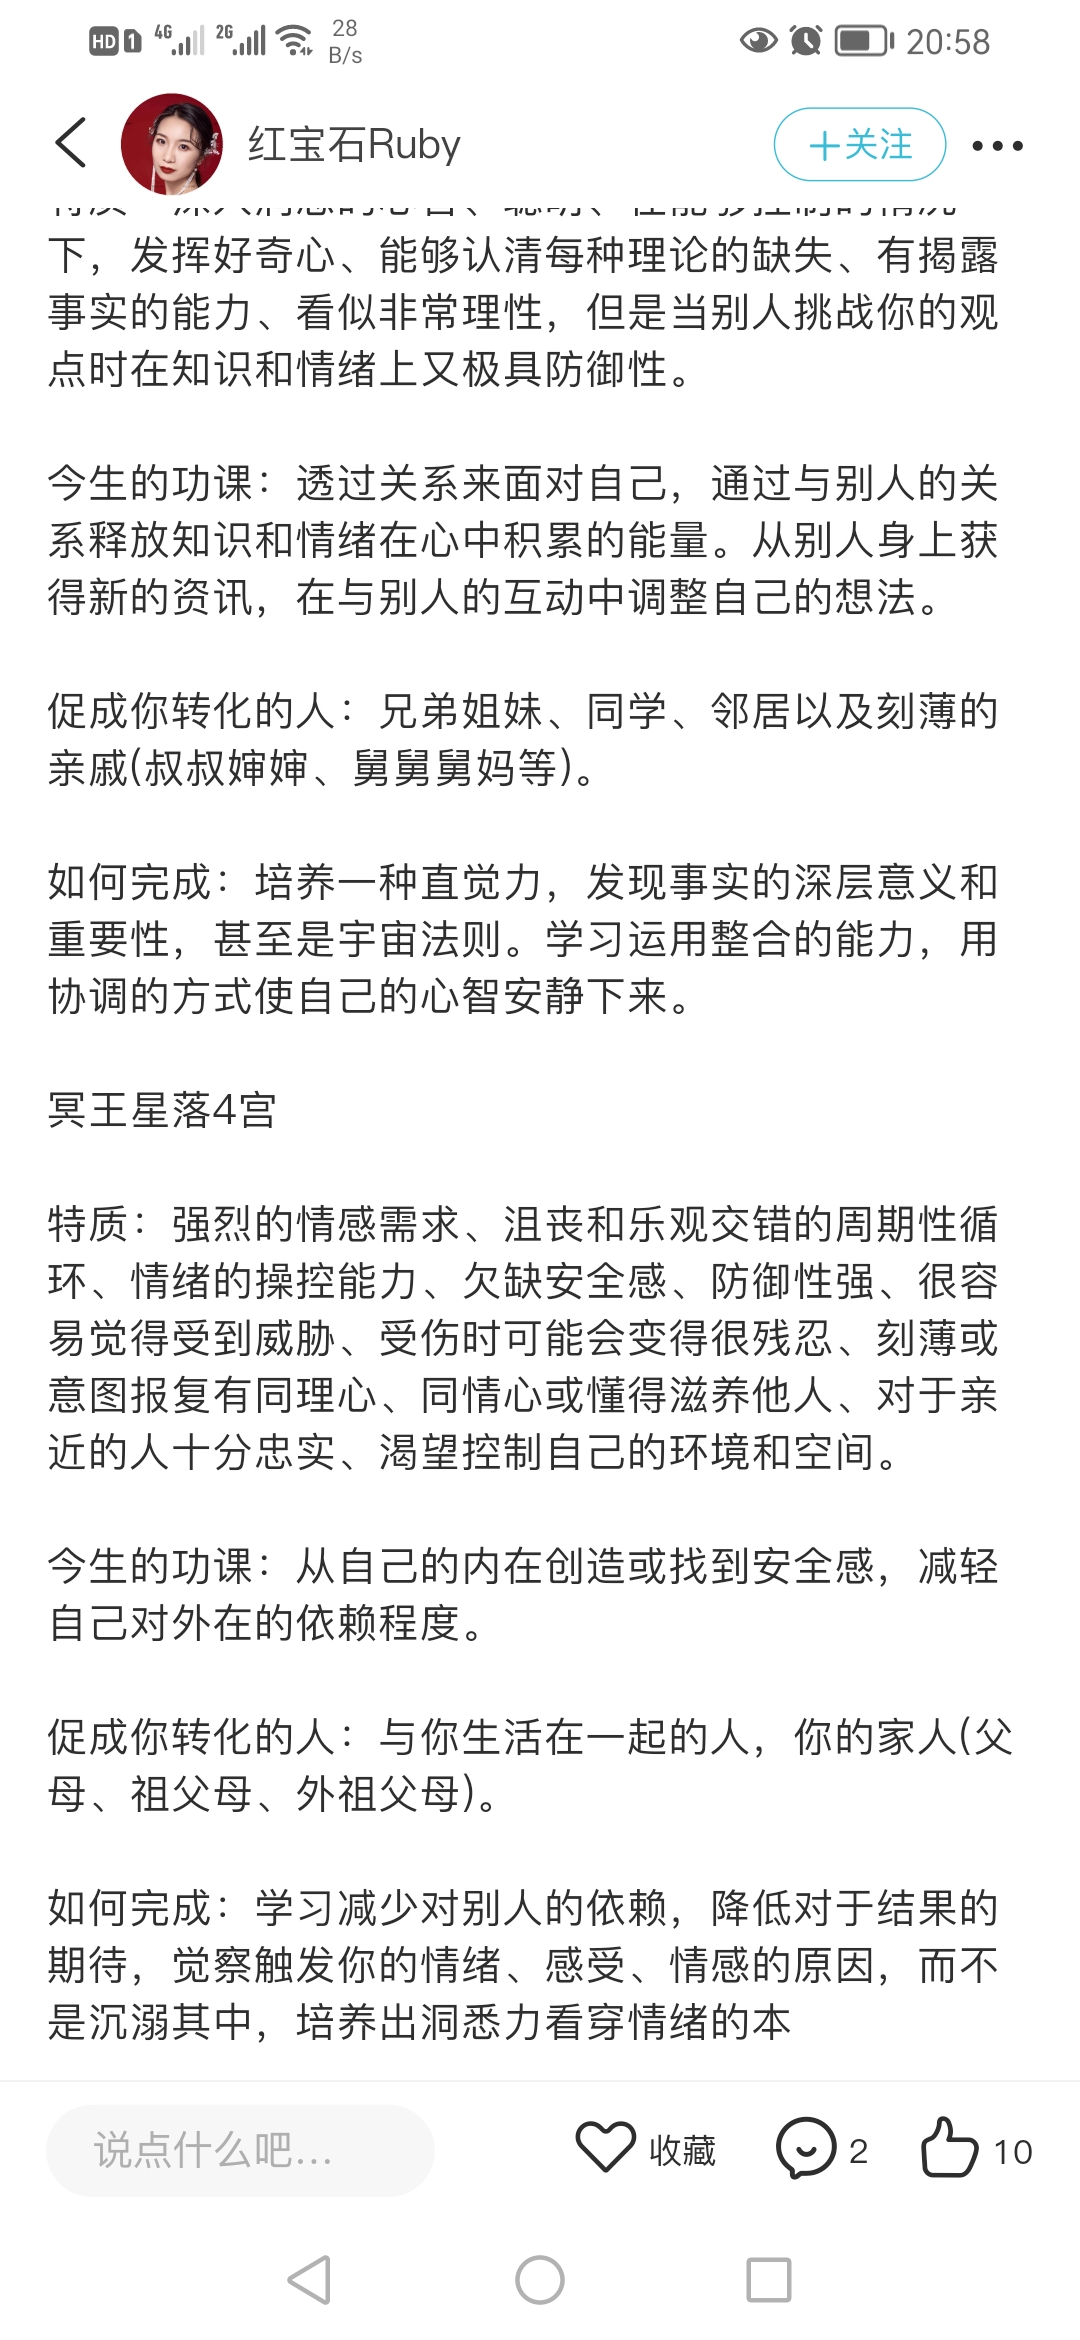 HD 1 4G 2G 28 B/s 20:58
红宝石Ruby
+关注
下，发挥好奇心、能够认清每种理论的缺失、有揭露
事实的能力、看似非常理性，但是当别人挑战你的观
点时在知识和情绪上又极具防御性。
今生的功课：透过关系来面对自己，通过与别人的关
系释放知识和情绪在心中积累的能量。从别人身上获
得新的资讯，在与别人的互动中调整自己的想法。
促成你转化的人：兄弟姐妹、同学、邻居以及刻薄的
亲戚(叔叔婶婶、舅舅舅妈等)。
如何完成：培养一种直觉力，发现事实的深层意义和
重要性，甚至是宇宙法则。学习运用整合的能力，用
协调的方式使自己的心智安静下来。
冥王星落4宫
特质：强烈的情感需求、沮丧和乐观交错的周期性循
环、情绪的操控能力、欠缺安全感、防御性强、很容
易觉得受到威胁、受伤时可能会变得很残忍、刻薄或
意图报复有同理心、同情心或懂得滋养他人、对于亲
近的人十分忠实、渴望控制自己的环境和空间。
今生的功课：从自己的内在创造或找到安全感，减轻
自己对外在的依赖程度。
促成你转化的人：与你生活在一起的人，你的家人(父
母、祖父母、外祖父母)。
如何完成：学习减少对别人的依赖，降低对于结果的
期待，觉察触发你的情绪、感受、情感的原因，而不
是沉溺其中，培养出洞悉力看穿情绪的本
说点什么吧... 收藏 2 10